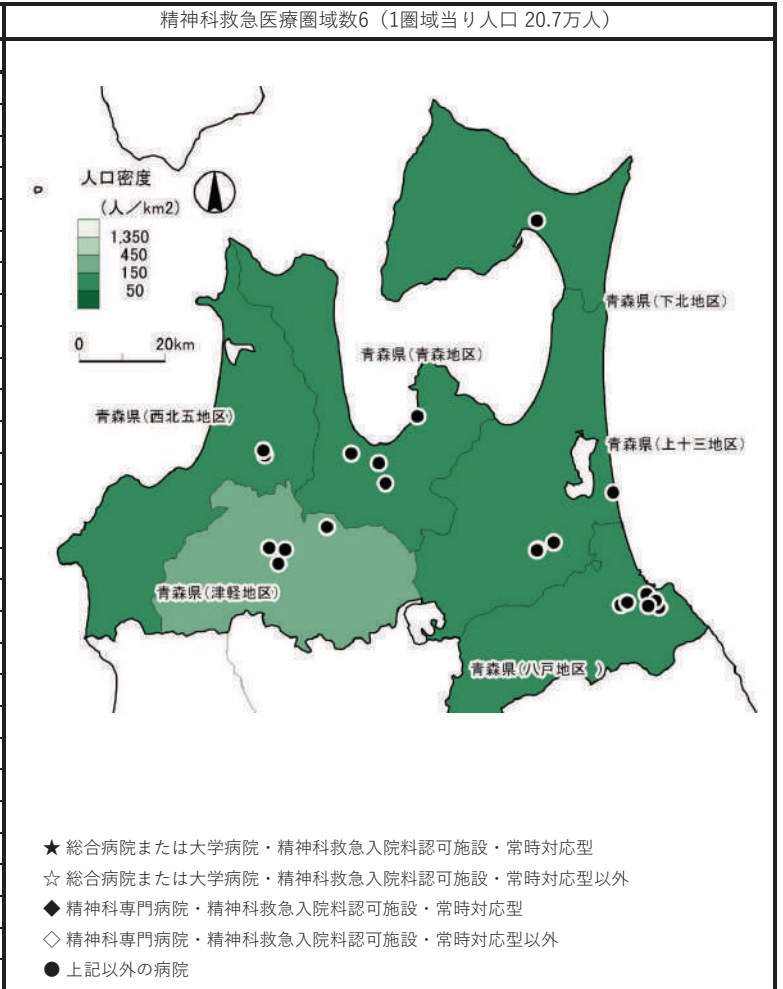 精神科救急医療圏域数6（1圏域当り人口 20.7万人）
人口密度
(人／km2)
1,350
450
150
50
0 20km
青森県(下北地区)
青森県(青森地区)
青森県(西北五地区)
青森県(上十三地区)
青森県(津軽地区)
青森県(八戸地区 )
★ 総合病院または大学病院・精神科救急入院料認可施設・常時対応型
☆ 総合病院または大学病院・精神科救急入院料認可施設・常時対応型以外
◆ 精神科専門病院・精神科救急入院料認可施設・常時対応型
◇ 精神科専門病院・精神科救急入院料認可施設・常時対応型以外
● 上記以外の病院